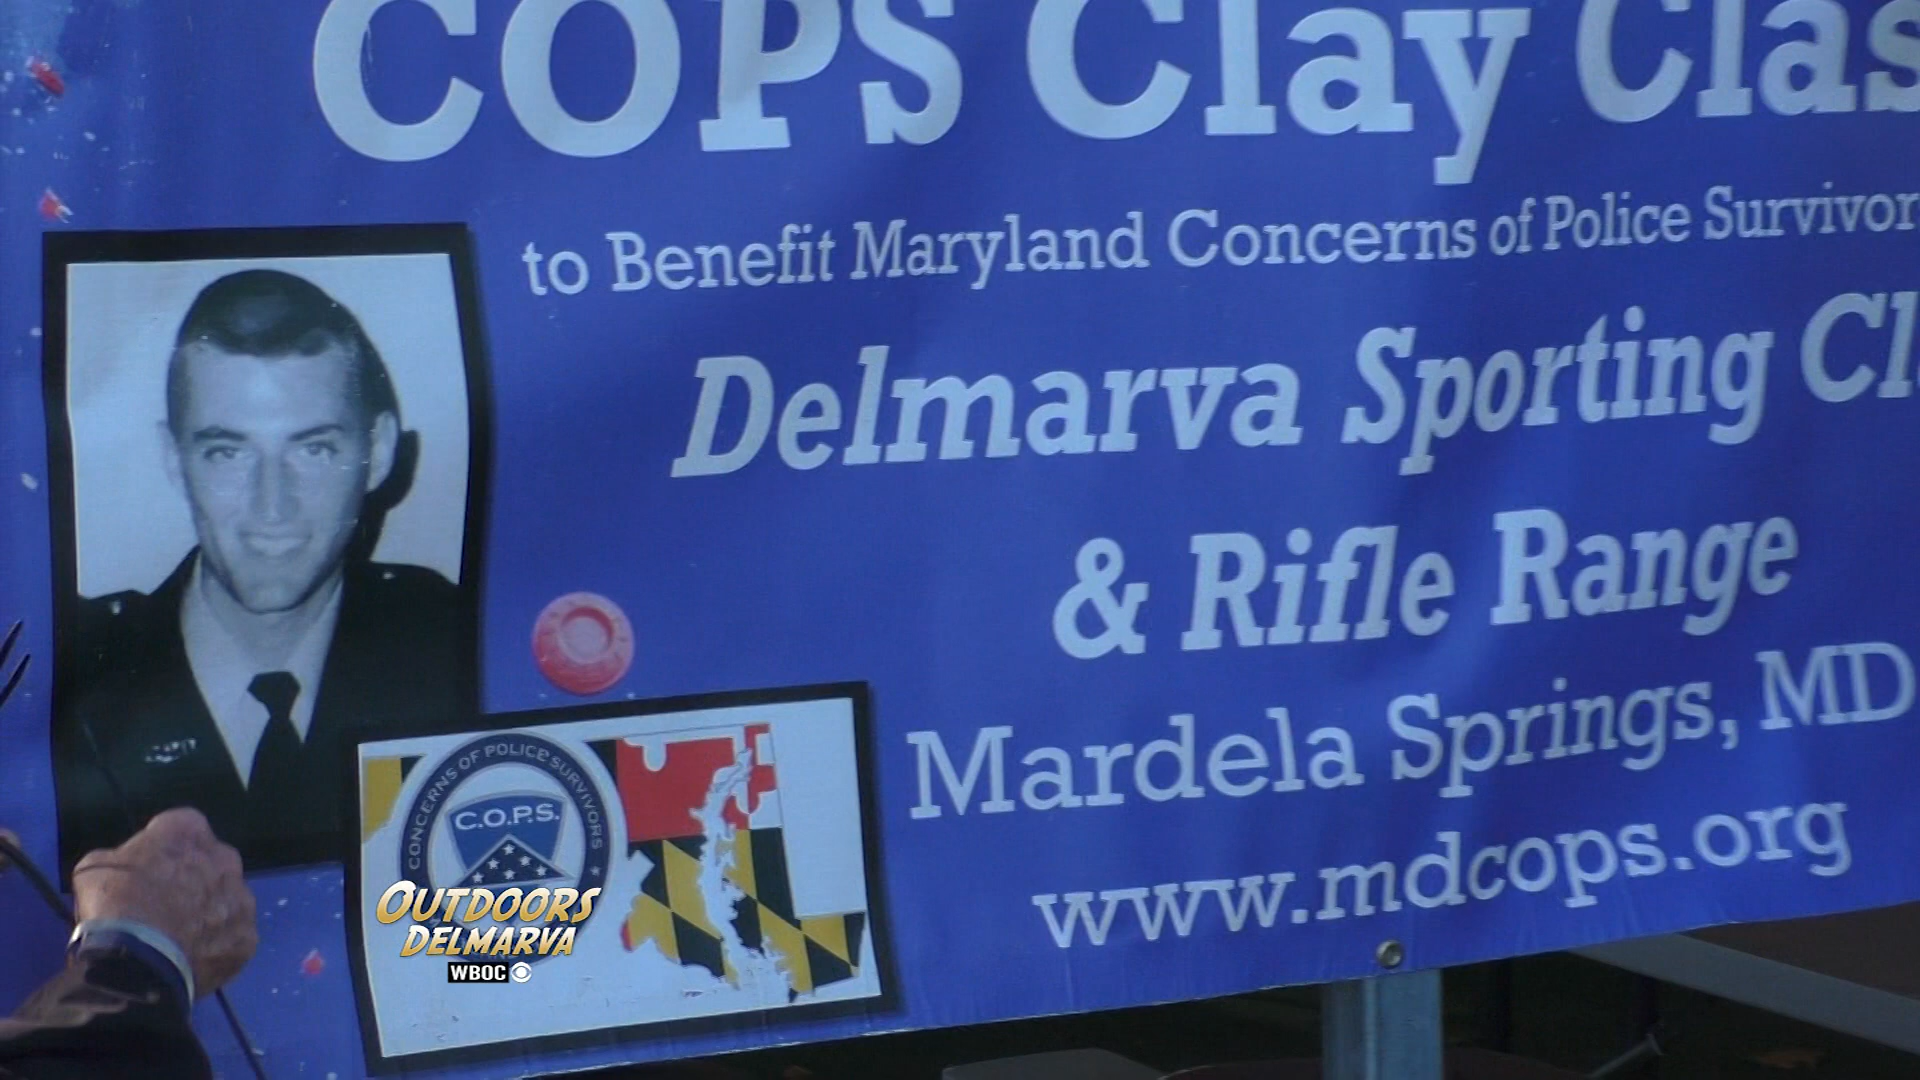 COPS Clay Clas
to Benefit Maryland Concerns of Police Survivor
Delmarva Sporting Cl
& Rifle Range
Mardela Springs, MD
www.mdcops.org
CONCERNS OF POLICE SURVIVORS
C.O.P.S.
OUTDOORS
DELMARVA
WBOC